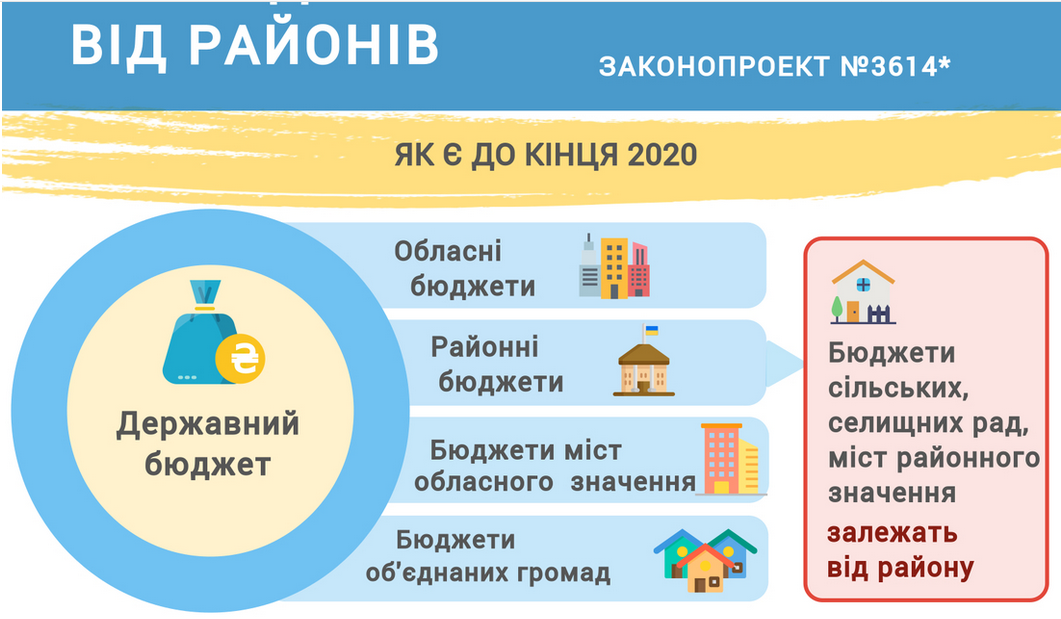 ВІД РАЙОНІВ
ЗАКОНОПРОЕКТ №3614*
ЯК Є ДО КІНЦЯ 2020
Державний
бюджет
Обласні
бюджети
Районні
бюджети
Бюджети міст
обласного значення
Бюджети
об'єднаних громад
Бюджети
сільських,
селищних рад,
міст районного
значення
залежать
від району